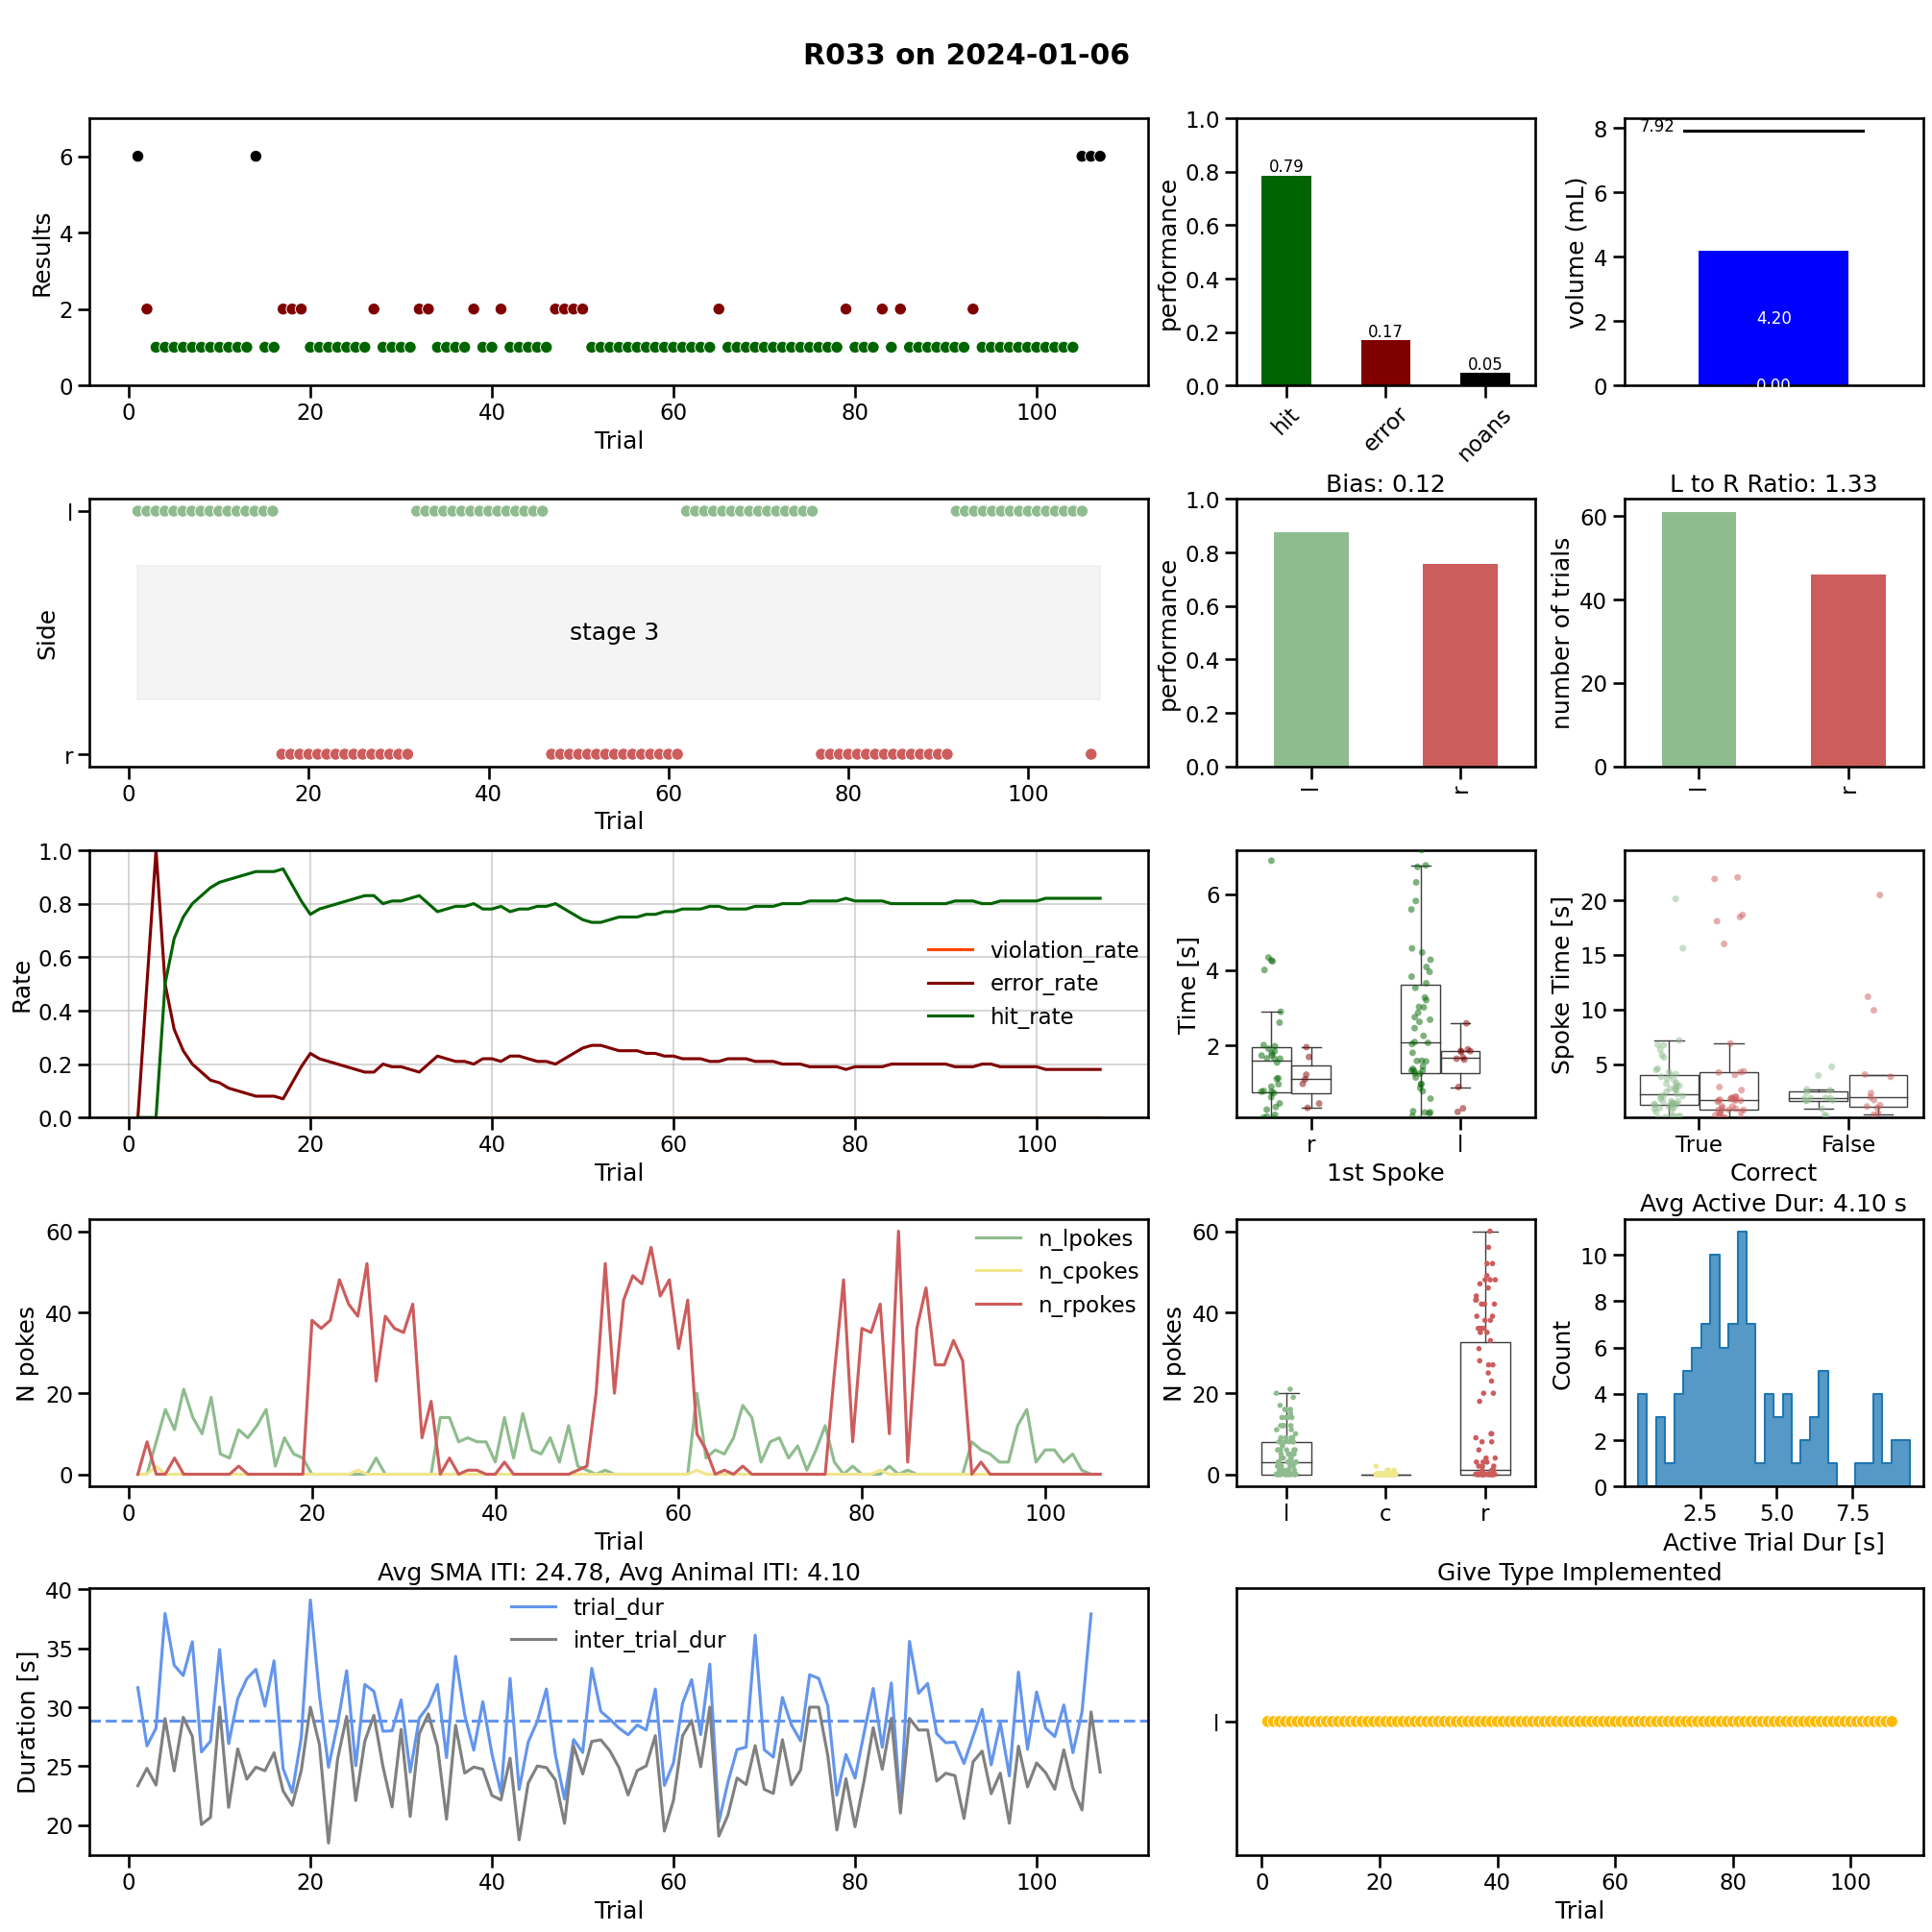 R033 on 2024-01-06
Results
6
4
2
0
0 20 40 60 80 100
Trial
performance
1.0
0.8
0.6
0.4
0.2
0.0
0.79
0.17
0.05
hit error noans
volume (mL)
8
6
4
2
0
7.92
4.20
0.00
Side
l
r
stage 3
0 20 40 60 80 100
Trial
Bias: 0.12
performance
1.0
0.8
0.6
0.4
0.2
0.0
l r
L to R Ratio: 1.33
number of trials
60
40
20
0
l r
Rate
1.0
0.8
0.6
0.4
0.2
0.0
violation_rate
error_rate
hit_rate
0 20 40 60 80 100
Trial
Time [s]
6
4
2
r l
1st Spoke
Spoke Time [s]
20
15
10
5
True False
Correct
N pokes
60
40
20
0
n_lpokes
n_cpokes
n_rpokes
0 20 40 60 80 100
Trial
N pokes
60
40
20
0
l c r
Avg Active Dur: 4.10 s
Count
10
8
6
4
2
0
2.5 5.0 7.5
Active Trial Dur [s]
Avg SMA ITI: 24.78, Avg Animal ITI: 4.10
Duration [s]
40
35
30
25
20
trial_dur
inter_trial_dur
0 20 40 60 80 100
Trial
Give Type Implemented
l
0 20 40 60 80 100
Trial